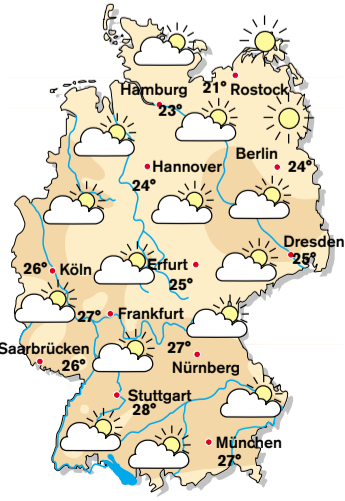 Hamburg
23°
21° Rostock
Hannover
24°
Berlin
24°
Dresden
25°
Erfurt
25°
26° Köln
27° Frankfurt
Saarbrücken
26°
27°
Nürnberg
Stuttgart
28°
München
27°